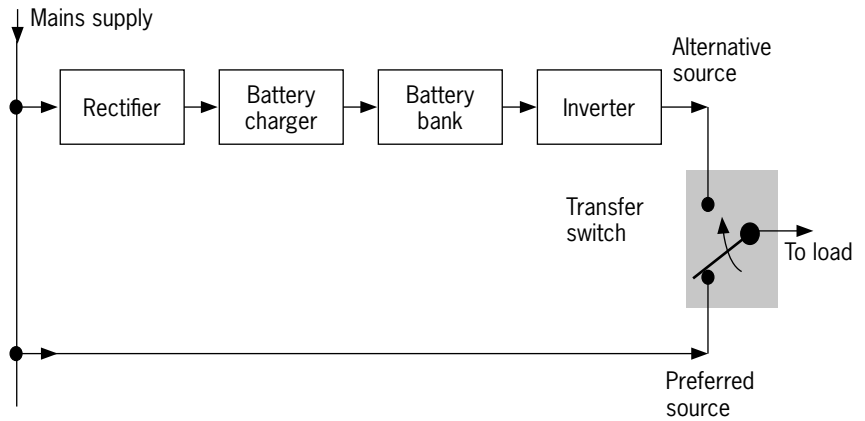 Mains supply
Rectifier
Battery
charger
Battery
bank
Inverter
Alternative
source
Transfer
switch
To load
Preferred
source